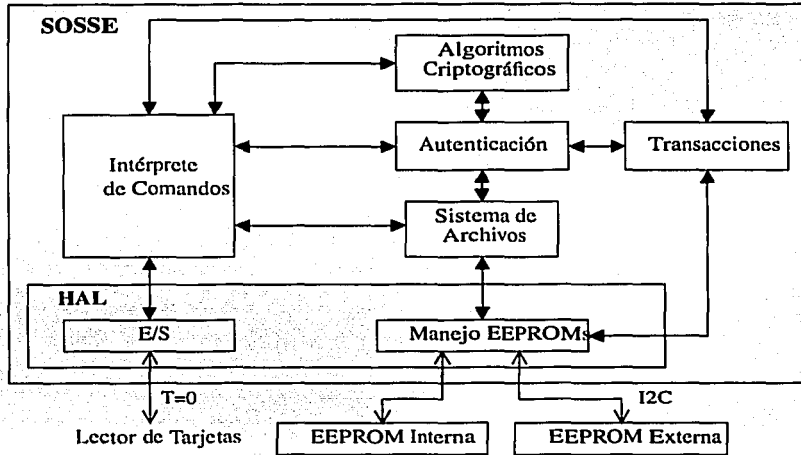 SOSSE
Algoritmos
Criptográficos
Intérprete
de Comandos
Autenticación
Transacciones
Sistema de
Archivos
HAL
E/S
Manejo EEPROMs
T=0
I2C
Lector de Tarjetas
EEPROM Interna
EEPROM Externa